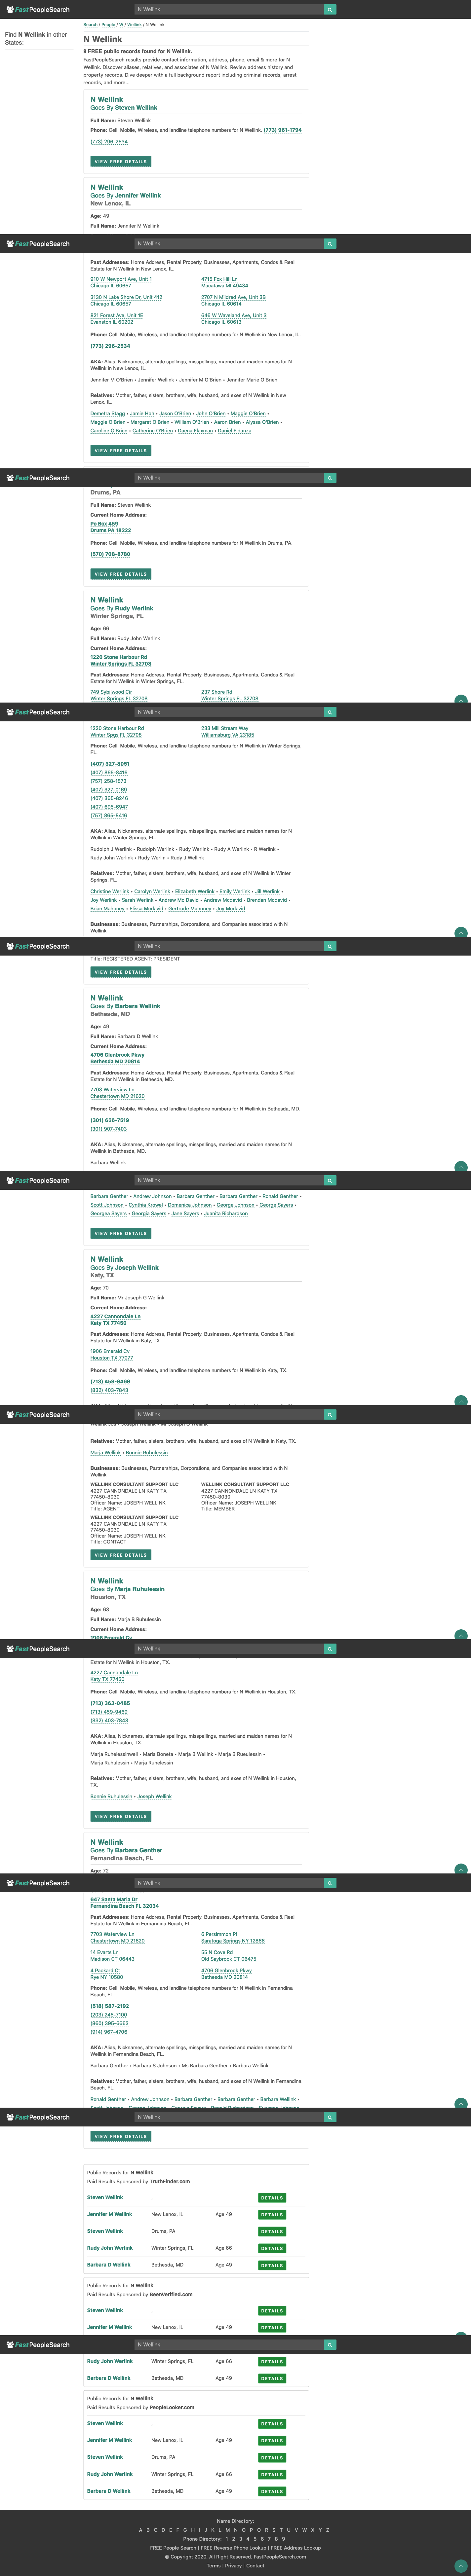 FastPeopleSearch
N Wellink
Find N Wellink in other
States:
Search / People / W / Wellink / N Wellink
N Wellink
9 FREE public records found for N Wellink.
FastPeopleSearch results provide contact information, address, phone, email & more for N
Wellink. Discover aliases, relatives, and associates of N Wellink. Review address history and
property records. Dive deeper with a full background report including criminal records, arrest
records, and more...
N Wellink
Goes By Steven Wellink
Full Name: Steven Wellink
Phone: Cell, Mobile, Wireless, and landline telephone numbers for N Wellink. (773) 961-1794
(773) 296-2534
VIEW FREE DETAILS
N Wellink
Goes By Jennifer Wellink
New Lenox, IL
Age: 49
Full Name: Jennifer M Wellink
FastPeopleSearch
N Wellink
Past Addresses: Home Address, Rental Property, Businesses, Apartments, Condos & Real
Estate for N Wellink in New Lenox, IL.
910 W Newport Ave, Unit 1
Chicago IL 60657
4715 Fox Hill Ln
Macatawa MI 49434
3130 N Lake Shore Dr, Unit 412
Chicago IL 60657
2707 N Mildred Ave, Unit 3B
Chicago IL 60614
621 Forest Ave, Unit 1E
Evanston IL 60202
646 W Waveland Ave, Unit 3
Chicago IL 60613
Phone: Cell, Mobile, Wireless, and landline telephone numbers for N Wellink in New Lenox, IL.
(773) 296-2534
AKA: Alias, Nicknames, alternate spellings, misspellings, married and maiden names for N
Wellink in New Lenox, IL.
Jennifer M O'Brien • Jennifer Wellink • Jennifer M O'Brien • Jennifer Marie O'Brien
Relatives: Mother, father, sisters, brothers, wife, husband, and exes of N Wellink in New
Lenox, IL.
Demetra Stagg • Jamie Hoh • Jason O'Brien • John O'Brien • Maggie O'Brien •
Maggie O'Brien • Margaret O'Brien • William O'Brien • Aaron Brien • Alyssa O'Brien •
Caroline O'Brien • Catherine O'Brien • Daena Flavman • Daniel Fidanza
VIEW FREE DETAILS
FastPeopleSearch
N Wellink
Drums, PA
Full Name: Steven Wellink
Current Home Address:
Po Box 459
Drums PA 18222
Phone: Cell, Mobile, Wireless, and landline telephone numbers for N Wellink in Drums, PA.
(570) 708-8780
VIEW FREE DETAILS
N Wellink
Goes By Rudy Werlink
Winter Springs, FL
Age: 66
Full Name: Rudy John Werlink
Current Home Address:
1220 Stone Harbour Rd
Winter Springs FL 32708
Past Addresses: Home Address, Rental Property, Businesses, Apartments, Condos & Real
Estate for N Wellink in Winter Springs, FL.
749 Sybilwood Cir
Winter Springs FL 32708
237 Shore Rd
Winter Springs FL 32708
FastPeopleSearch
N Wellink
1220 Stone Harbour Rd
Winter Spgs FL 32708
233 Mill Stream Way
Williamsburg VA 23185
Phone: Cell, Mobile, Wireless, and landline telephone numbers for N Wellink in Winter Springs,
FL.
(407) 327-8051
(407) 865-8416
(757) 258-1573
(407) 327-0169
(407) 365-8246
(407) 695-6947
(757) 865-8416
AKA: Alias, Nicknames, alternate spellings, misspellings, married and maiden names for N
Wellink in Winter Springs, FL.
Rudolph J Werlink • Rudolph Werlink • Rudy Werlink • Rudy A Werlink • R Werlink •
Rudy John Werlink • Rudy Werlin • Rudy J Wellink
Relatives: Mother, father, sisters, brothers, wife, husband, and exes of N Wellink in Winter
Springs, FL.
Christine Werlink • Carolyn Werlink • Elizabeth Werlink • Emily Werlink • Jill Werlink •
Joy Werlink • Sarah Werlink • Andrew Mc David • Andrew Mcdavid • Brendan Mcdavid •
Brian Mahoney • Elissa Mcdavid • Gertrude Mahoney • Joy Mcdavid
Businesses: Businesses, Partnerships, Corporations, and Companies associated with N
Wellink
FastPeopleSearch
N Wellink
Title: REGISTERED AGENT: PRESIDENT
VIEW FREE DETAILS
N Wellink
Goes By Barbara Wellink
Bethesda, MD
Age: 49
Full Name: Barbara D Wellink
Current Home Address:
4706 Glenbrook Pkwy
Bethesda MD 20814
Past Addresses: Home Address, Rental Property, Businesses, Apartments, Condos & Real
Estate for N Wellink in Bethesda, MD.
7703 Waterview Ln
Chestertown MD 21620
Phone: Cell, Mobile, Wireless, and landline telephone numbers for N Wellink in Bethesda, MD.
(301) 656-7519
(301) 907-7403
AKA: Alias, Nicknames, alternate spellings, misspellings, married and maiden names for N
Wellink in Bethesda, MD.
Barbara Wellink
FastPeopleSearch
N Wellink
Barbara Genther • Andrew Johnson • Barbara Genther • Barbara Genther • Ronald Genther •
Scott Johnson • Cynthia Krowel • Domenica Johnson • George Johnson • George Sayers •
Georgea Sayers • Georgia Sayers • Jane Sayers • Juanita Richardson
VIEW FREE DETAILS
N Wellink
Goes By Joseph Wellink
Katy, TX
Age: 70
Full Name: Mr Joseph G Wellink
Current Home Address:
4227 Cannondale Ln
Katy TX 77450
Past Addresses: Home Address, Rental Property, Businesses, Apartments, Condos & Real
Estate for N Wellink in Katy, TX.
1906 Emerald Cv
Houston TX 77077
Phone: Cell, Mobile, Wireless, and landline telephone numbers for N Wellink in Katy, TX.
(713) 459-9469
(832) 403-7843
FastPeopleSearch
N Wellink
Relatives: Mother, father, sisters, brothers, wife, husband, and exes of N Wellink in Katy, TX.
Marja Wellink • Bonnie Ruhulessin
Businesses: Businesses, Partnerships, Corporations, and Companies associated with N
Wellink
WELLINK CONSULTANT SUPPORT LLC
4227 CANNONDALE LN KATY TX
77450-8030
Officer Name: JOSEPH WELLINK
Title: AGENT
WELLINK CONSULTANT SUPPORT LLC
4227 CANNONDALE LN KATY TX
77450-8030
Officer Name: JOSEPH WELLINK
Title: MEMBER
WELLINK CONSULTANT SUPPORT LLC
4227 CANNONDALE LN KATY TX
77450-8030
Officer Name: JOSEPH WELLINK
Title: CONTACT
VIEW FREE DETAILS
N Wellink
Goes By Marja Ruhulessin
Houston, TX
Age: 63
Full Name: Marja B Ruhulessin
Current Home Address:
1906 Emerald Cv
FastPeopleSearch
N Wellink
Estate for N Wellink in Houston, TX.
4227 Cannondale Ln
Katy TX 77450
Phone: Cell, Mobile, Wireless, and landline telephone numbers for N Wellink in Houston, TX.
(713) 363-0485
(713) 459-9469
(832) 403-7843
AKA: Alias, Nicknames, alternate spellings, misspellings, married and maiden names for N
Wellink in Houston, TX.
Marja Ruhelessinwell • Maria Boneta • Marja B Wellink • Marja B Rueulessin •
Marja Ruhulessin • Marja Ruhelessin
Relatives: Mother, father, sisters, brothers, wife, husband, and exes of N Wellink in Houston,
TX.
Bonnie Ruhulessin • Joseph Wellink
VIEW FREE DETAILS
N Wellink
Goes By Barbara Genther
Fernandina Beach, FL
Age: 72
FastPeopleSearch
N Wellink
647 Santa Maria Dr
Fernandina Beach FL 32034
Past Addresses: Home Address, Rental Property, Businesses, Apartments, Condos & Real
Estate for N Wellink in Fernandina Beach, FL.
7703 Waterview Ln
Chestertown MD 21620
6 Persimmon Pl
Saratoga Springs NY 12866
14 Evarts Ln
Madison CT 06443
55 N Cove Rd
Old Saybrook CT 06475
4 Packard Ct
Rye NY 10580
4706 Glenbrook Pkwy
Bethesda MD 20814
Phone: Cell, Mobile, Wireless, and landline telephone numbers for N Wellink in Fernandina
Beach, FL.
(518) 587-2192
(203) 245-7100
(860) 395-6663
(914) 967-4706
AKA: Alias, Nicknames, alternate spellings, misspellings, married and maiden names for N
Wellink in Fernandina Beach, FL.
Barbara Genther • Barbara S Johnson • Ms Barbara Genther • Barbara Wellink
Relatives: Mother, father, sisters, brothers, wife, husband, and exes of N Wellink in Fernandina
Beach, FL.
Ronald Genther • Andrew Johnson • Barbara Genther • Barbara Genther • Barbara Wellink •
FastPeopleSearch
N Wellink
VIEW FREE DETAILS
Public Records for N Wellink
Paid Results Sponsored by TruthFinder.com
Steven Wellink , DETAILS
Jennifer M Wellink New Lenox, IL Age 49 DETAILS
Steven Wellink Drums, PA DETAILS
Rudy John Werlink Winter Springs, FL Age 66 DETAILS
Barbara D Wellink Bethesda, MD Age 49 DETAILS
Public Records for N Wellink
Paid Results Sponsored by BeenVerified.com
Steven Wellink , DETAILS
Jennifer M Wellink New Lenox, IL Age 49 DETAILS
FastPeopleSearch
N Wellink
Rudy John Werlink Winter Springs, FL Age 66 DETAILS
Barbara D Wellink Bethesda, MD Age 49 DETAILS
Public Records for N Wellink
Paid Results Sponsored by PeopleLooker.com
Steven Wellink , DETAILS
Jennifer M Wellink New Lenox, IL Age 49 DETAILS
Steven Wellink Drums, PA DETAILS
Rudy John Werlink Winter Springs, FL Age 66 DETAILS
Barbara D Wellink Bethesda, MD Age 49 DETAILS
Name Directory:
A B C D E F G H I J K L M N O P Q R S T U V W X Y Z
Phone Directory: 1 2 3 4 5 6 7 8 9
FREE People Search | FREE Reverse Phone Lookup | FREE Address Lookup
© Copyright 2020. All Right Reserved. FastPeopleSearch.com
Terms | Privacy | Contact